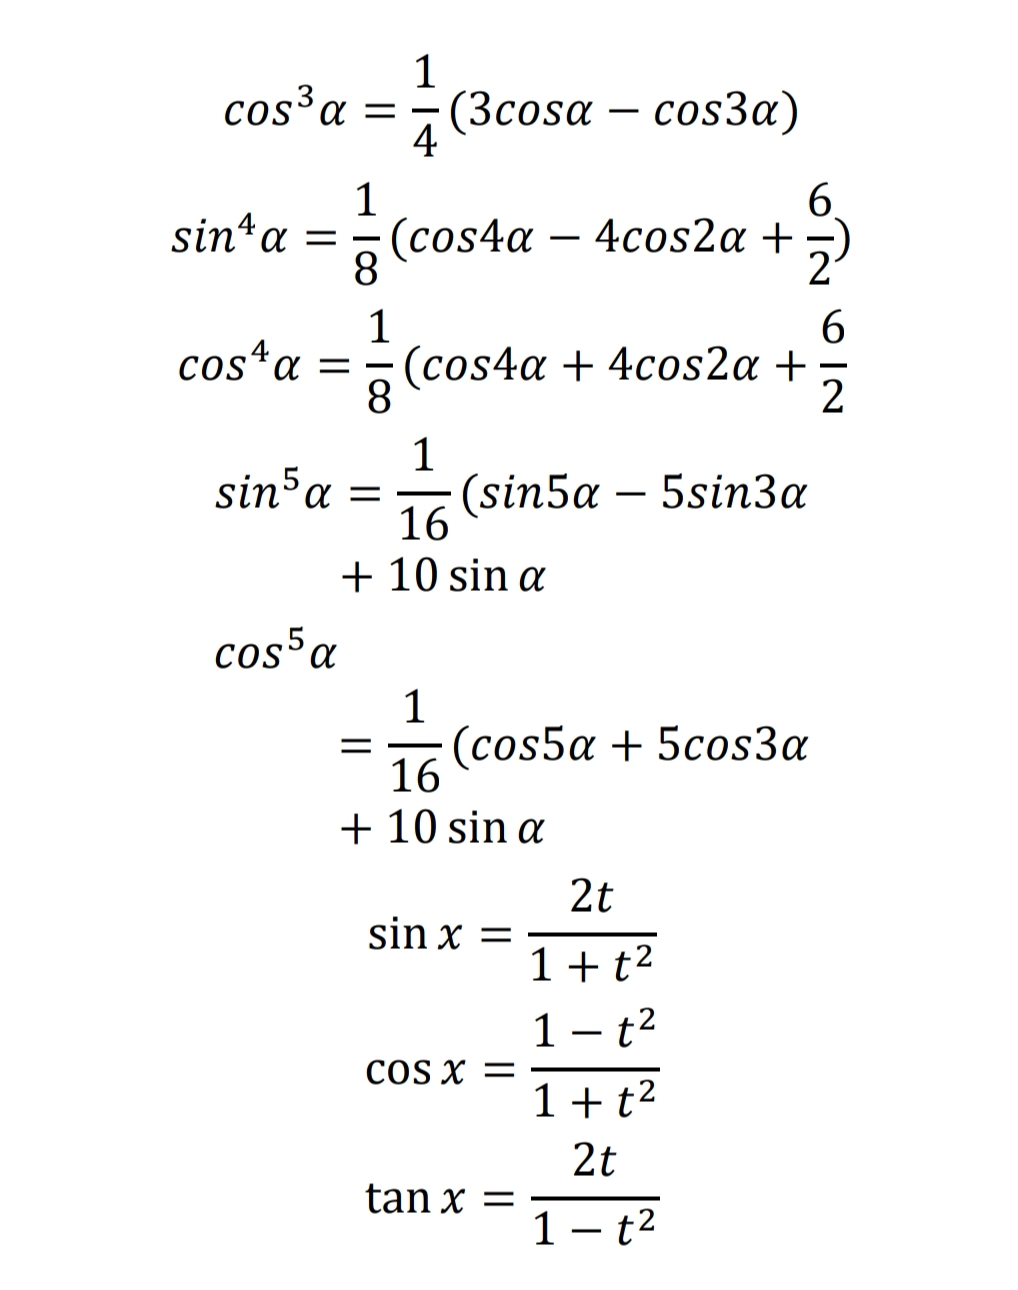 cos³α = 1/4 (3cosα − cos3α)
sin⁴α = 1/8 (cos4α − 4cos2α + 6/2)
cos⁴α = 1/8 (cos4α + 4cos2α + 6/2
sin⁵α = 1/16 (sin5α − 5sin3α
+ 10 sin α
cos⁵α
= 1/16 (cos5α + 5cos3α
+ 10 sin α
sin x = 2t/(1 + t²)
cos x = (1 − t²)/(1 + t²)
tan x = 2t/(1 − t²)